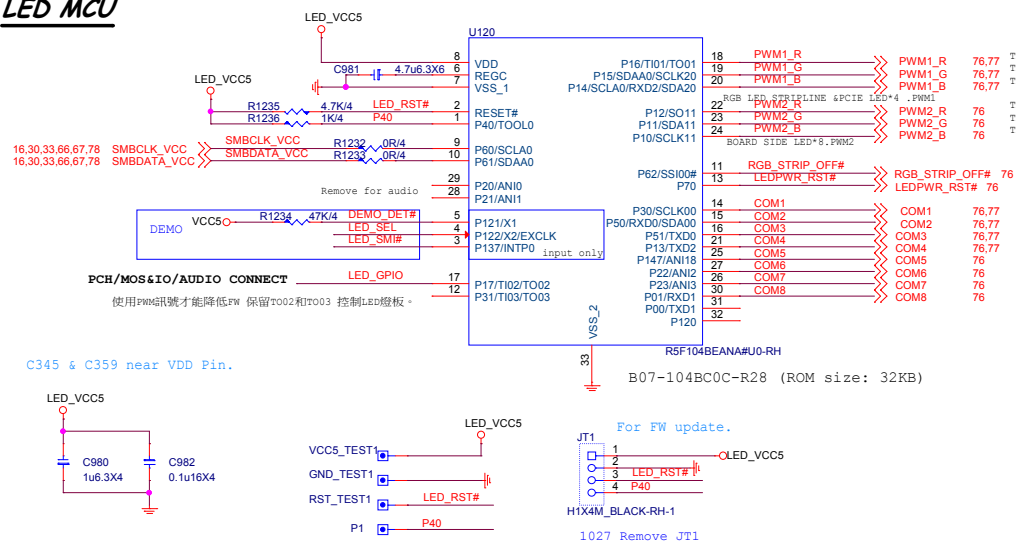 LED MCU
LED_VCC5
U120
8 VDD
C981 4.7u6.3X6 6 REGC
7 VSS_1
LED_VCC5
R1235 4.7K/4 LED_RST# 2 RESET#
R1236 1K/4 P40 1 P40/TOOL0
16,30,33,66,67,78 SMBCLK_VCC SMBCLK_VCC R1232 0R/4 9 P60/SCLA0
16,30,33,66,67,78 SMBDATA_VCC SMBDATA_VCC R1233 0R/4 10 P61/SDAA0
29 P20/ANI0
Remove for audio 28 P21/ANI1
DEMO VCC5 R1234 47K/4 DEMO_DET# 5 P121/X1
LED_SEL 4 P122/X2/EXCLK
LED_SMI# 3 P137/INTP0 input only
PCH/MOS&IO/AUDIO CONNECT LED_GPIO 17 P17/TI02/TO02
12 P31/TI03/TO03
使用PWM訊號才能降低FW 保留TO02和TO03 控制LED燈板。
P16/TI01/TO01 18 PWM1_R PWM1_R 76,77 T
P15/SDAA0/SCLK20 19 PWM1_G PWM1_G 76,77 T
P14/SCLA0/RXD2/SDA20 20 PWM1_B PWM1_B 76,77 T
RGB LED STRIPLINE &PCIE LED*4 .PWM1
P12/SO11 22 PWM2_R PWM2_R 76 T
P11/SDA11 23 PWM2_G PWM2_G 76 T
P10/SCLK11 24 PWM2_B PWM2_B 76 T
BOARD SIDE LED*8.PWM2
P62/SSI00# 11 RGB_STRIP_OFF# RGB_STRIP_OFF# 76
P70 13 LEDPWR_RST# LEDPWR_RST# 76
P30/SCLK00 14 COM1 COM1 76,77
P50/RXD0/SDA00 15 COM2 COM2 76,77
P51/TXD0 16 COM3 COM3 76,77
P13/TXD2 21 COM4 COM4 76,77
P147/ANI18 25 COM5 COM5 76
P22/ANI2 27 COM6 COM6 76
P23/ANI3 26 COM7 COM7 76
P01/RXD1 30 COM8 COM8 76
P00/TXD1 31
P120 32
VSS_2
33
R5F104BEANA#U0-RH
B07-104BC0C-R28 (ROM size: 32KB)
C345 & C359 near VDD Pin.
LED_VCC5
C980
1u6.3X4
C982
0.1u16X4
LED_VCC5
VCC5_TEST1
GND_TEST1
RST_TEST1 LED_RST#
P1 P40
For FW update.
JT1
1 LED_VCC5
2
3 LED_RST#
4 P40
H1X4M_BLACK-RH-1
1027 Remove JT1